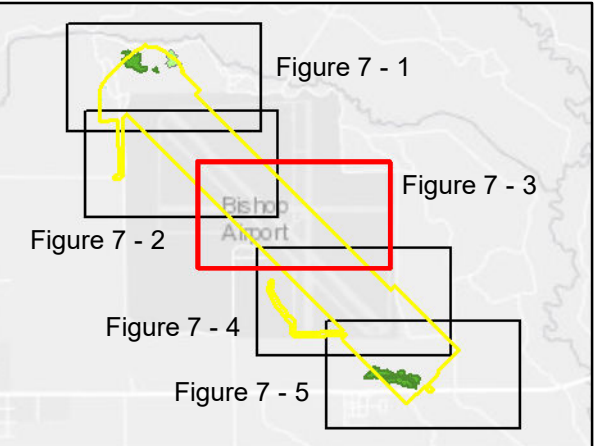 Figure 7 - 1
Figure 7 - 3
Bishop
Airport
Figure 7 - 2
Figure 7 - 4
Figure 7 - 5